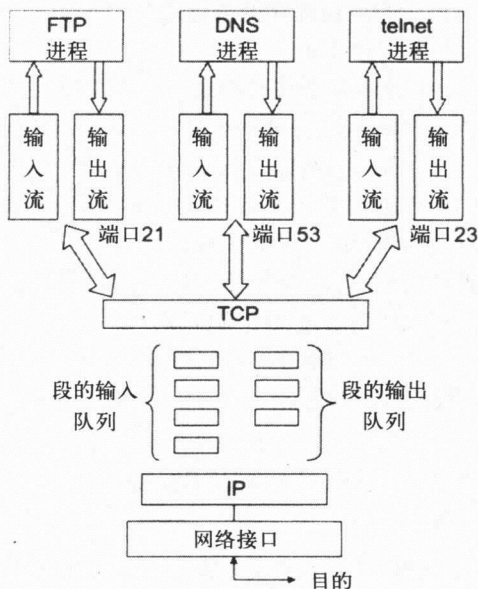 FTP
进程
DNS
进程
telnet
进程
输入流
输出流
输入流
输出流
输入流
输出流
端口21
端口53
端口23
TCP
段的输入
队列
段的输出
队列
IP
网络接口
目的